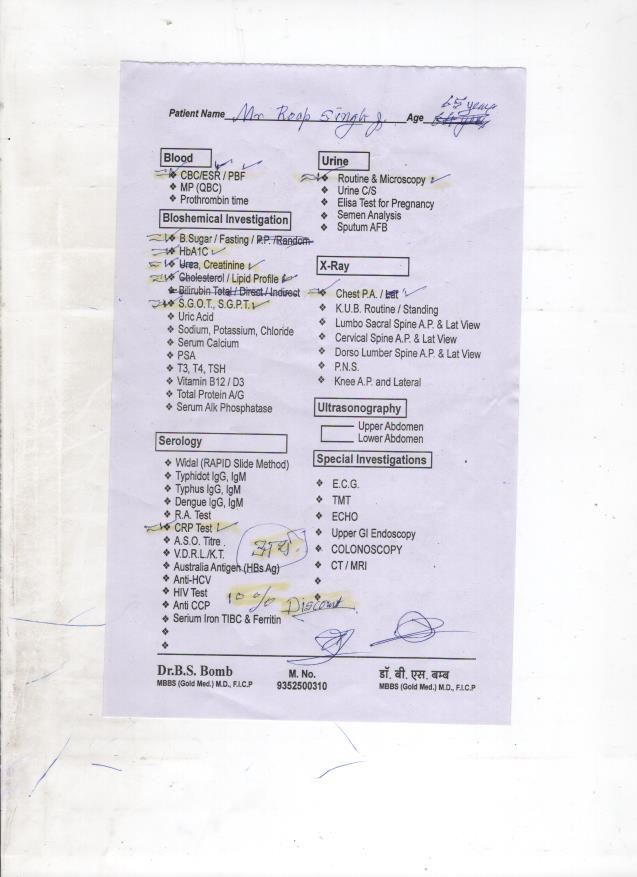 Patient Name Mr Roop Singh Ji Age 65 years
Blood
❖ CBC/ESR / PBF
❖ MP (QBC)
❖ Prothrombin time
Bioshemical Investigation
❖ B.Sugar / Fasting / P.P. /Random
❖ HbA1C
❖ Urea, Creatinine
❖ Cholesterol / Lipid Profile
❖ Bilirubin Total / Direct / Indirect
❖ S.G.O.T., S.G.P.T.
❖ Uric Acid
❖ Sodium, Potassium, Chloride
❖ Serum Calcium
❖ PSA
❖ T3, T4, TSH
❖ Vitamin B12 / D3
❖ Total Protein A/G
❖ Serum Alk Phosphatase
Serology
❖ Widal (RAPID Slide Method)
❖ Typhidot IgG, IgM
❖ Typhus IgG, IgM
❖ Dengue IgG, IgM
❖ R.A. Test
❖ CRP Test
❖ A.S.O. Titre .
❖ V.D.R.L./K.T.
❖ Australia Antigen (HBs Ag)
❖ Anti-HCV
❖ HIV Test
❖ Anti CCP
❖ Serium Iron TIBC & Ferritin
10% Discount
Urine
❖ Routine & Microscopy
❖ Urine C/S
❖ Elisa Test for Pregnancy
❖ Semen Analysis
❖ Sputum AFB
X-Ray
❖ Chest P.A. / Lat
❖ K.U.B. Routine / Standing
❖ Lumbo Sacral Spine A.P. & Lat View
❖ Cervical Spine A.P. & Lat View
❖ Dorso Lumber Spine A.P. & Lat View
❖ P.N.S.
❖ Knee A.P. and Lateral
Ultrasonography
Upper Abdomen
Lower Abdomen
Special Investigations
❖ E.C.G.
❖ TMT
❖ ECHO
❖ Upper GI Endoscopy
❖ COLONOSCOPY
❖ CT / MRI
Dr.B.S. Bomb
MBBS (Gold Med.) M.D., F.I.C.P
M. No.
9352500310
डॉ. बी. एस. बम्ब
MBBS (Gold Med.) M.D., F.I.C.P